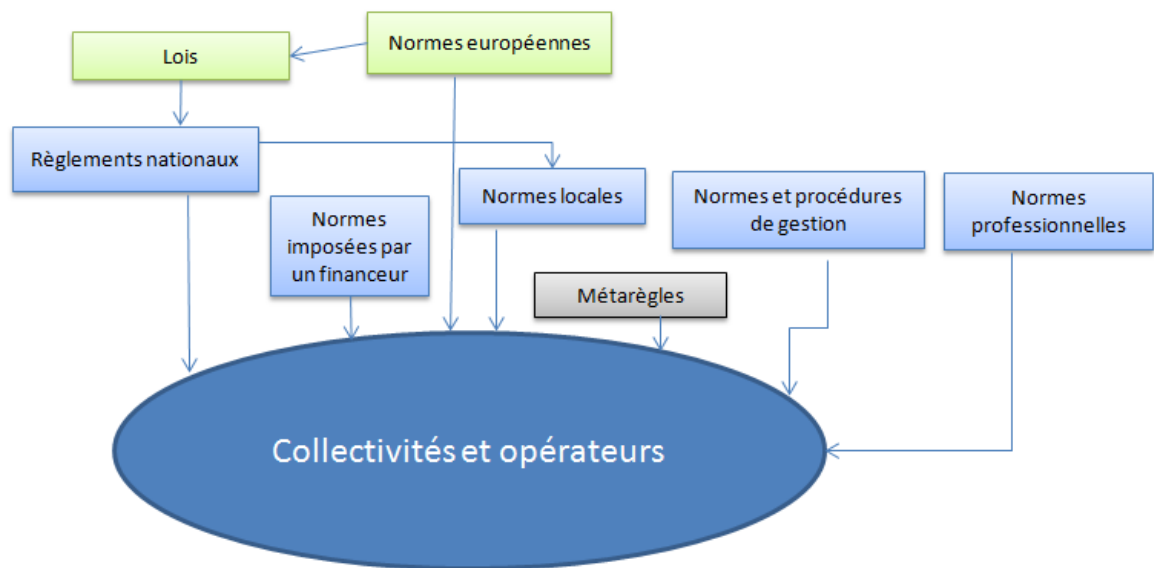 Lois
Normes européennes
Règlements nationaux
Normes
imposées par
un financeur
Normes locales
Normes et procédures
de gestion
Normes
professionnelles
Métarègles
Collectivités et opérateurs